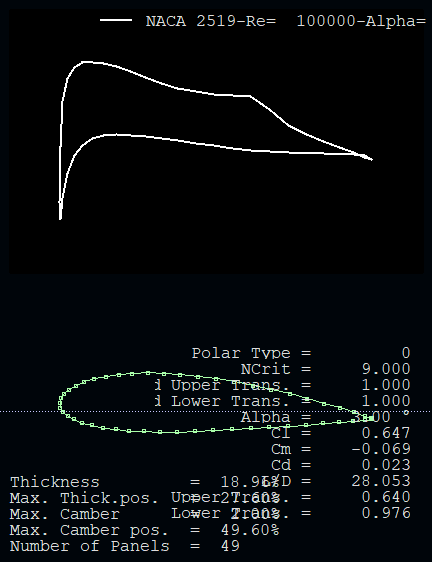 NACA 2519-Re= 100000-Alpha=
Polar Type = 0
NCrit = 9.000
Upper Trans. = 1.000
Lower Trans. = 1.000
Alpha = °
Cl = 0.647
Cm = -0.069
Cd = 0.023
L/D = 28.053
Thickness = 18.96%
Max. Thick.pos. = 27.60%
Upper Trans. = 0.640
Max. Camber = 2.00%
Lower Trans. = 0.976
Max. Camber pos. = 49.60%
Number of Panels = 49